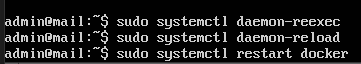 admin@mail:~$ sudo systemctl daemon-reexec
admin@mail:~$ sudo systemctl daemon-reload
admin@mail:~$ sudo systemctl restart docker